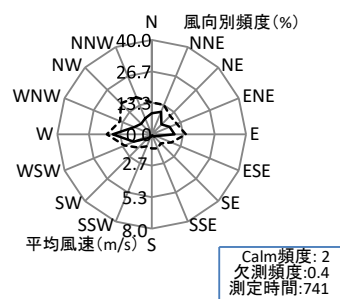 N 風向別頻度(%)
40.0
NNW NNE
NW 26.7 NE
WNW 13.3 ENE
W 0.0 E
WSW 2.7 ESE
SW 5.3 SE
SSW 8.0 SSE
平均風速(m/s) S
Calm頻度: 2
欠測頻度:0.4
測定時間:741